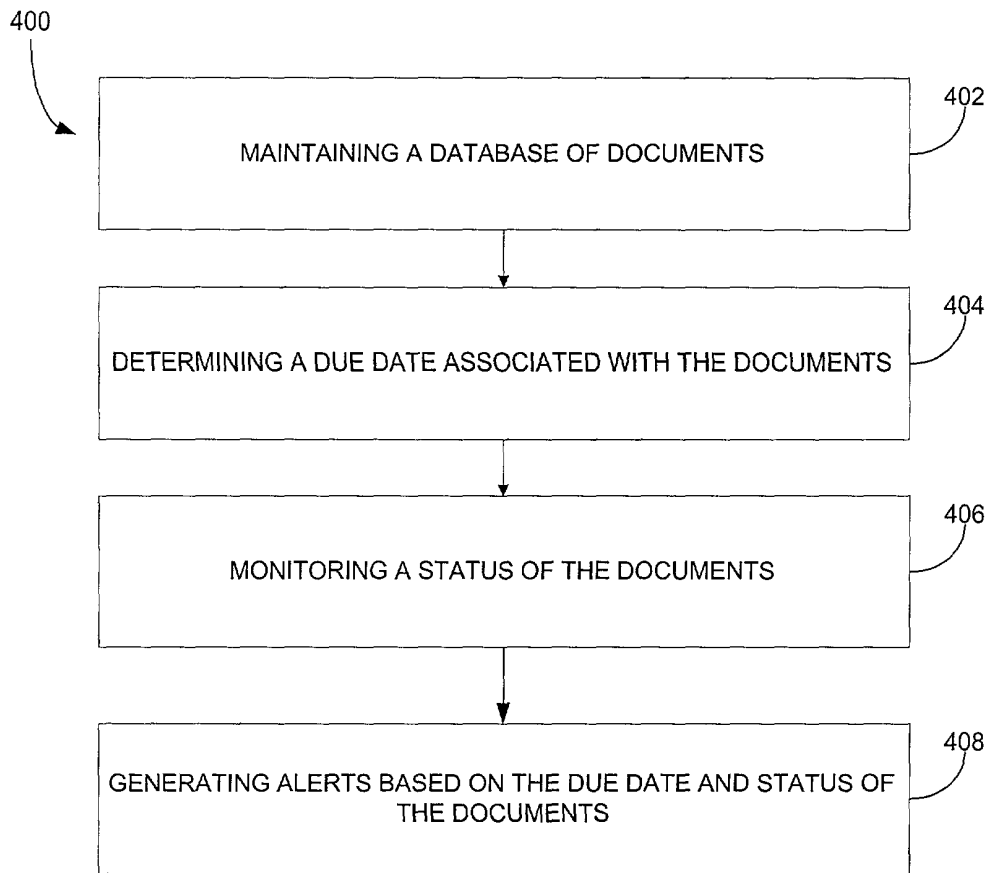 400
402
MAINTAINING A DATABASE OF DOCUMENTS
404
DETERMINING A DUE DATE ASSOCIATED WITH THE DOCUMENTS
406
MONITORING A STATUS OF THE DOCUMENTS
408
GENERATING ALERTS BASED ON THE DUE DATE AND STATUS OF
THE DOCUMENTS